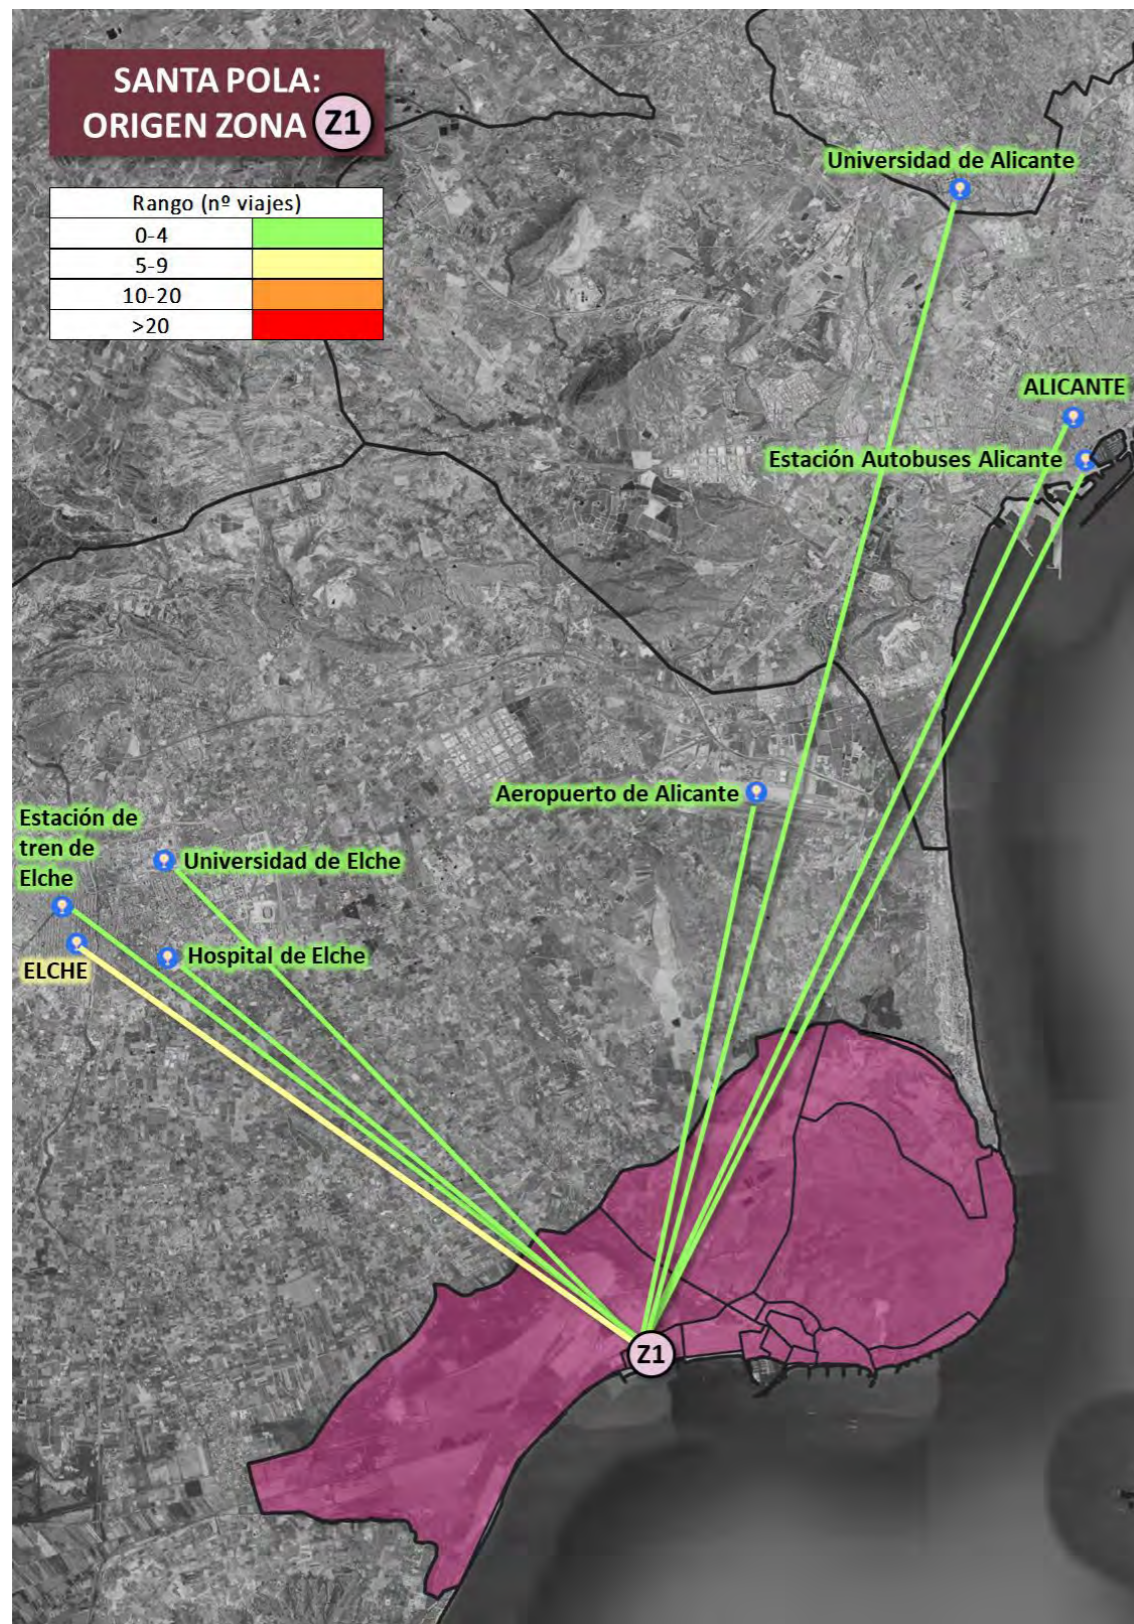 SANTA POLA:
ORIGEN ZONA Z1
Rango (nº viajes)
0-4
5-9
10-20
>20
Universidad de Alicante
ALICANTE
Estación Autobuses Alicante
Aeropuerto de Alicante
Estación de
tren de
Elche
Universidad de Elche
ELCHE
Hospital de Elche
Z1